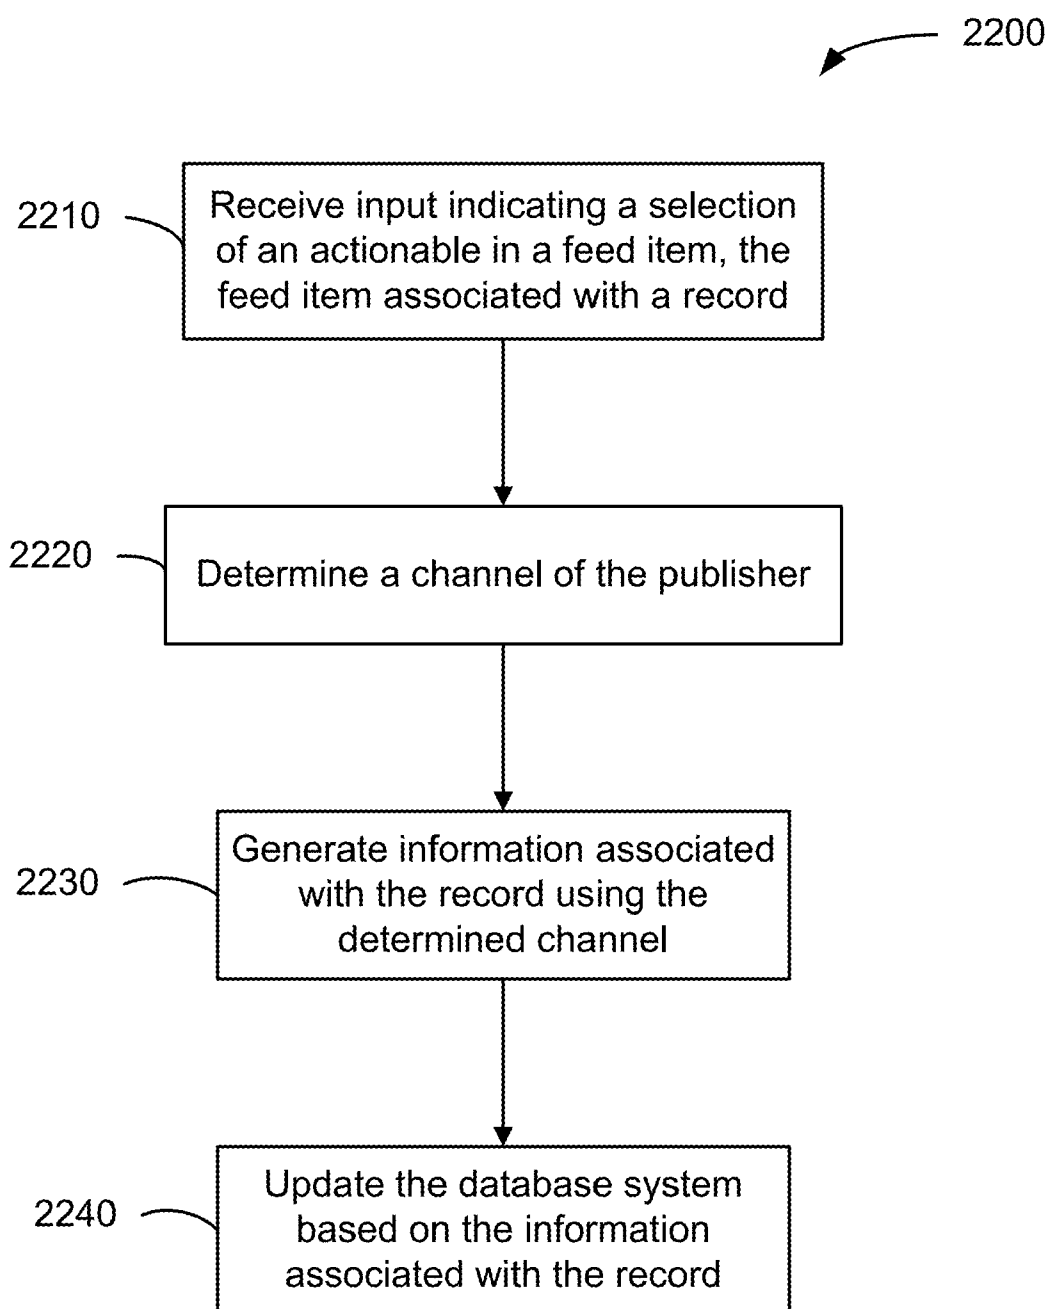 2200
2210
Receive input indicating a selection
of an actionable in a feed item, the
feed item associated with a record
2220
Determine a channel of the publisher
2230
Generate information associated
with the record using the
determined channel
2240
Update the database system
based on the information
associated with the record